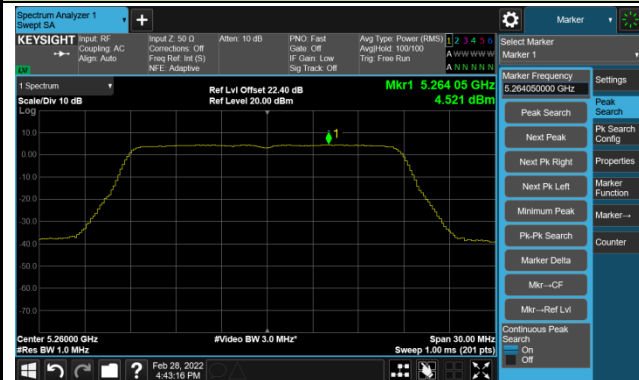 Spectrum Analyzer 1
Swept SA
+
Marker
KEYSIGHT
Input: RF
Coupling: AC
Align: Auto
Input Z: 50 Ω
Corrections: Off
Freq Ref: Int (S)
NFE: Adaptive
Atten: 10 dB
PNO: Fast
Gate: Off
IF Gain: Low
Sig Track: Off
Avg Type: Power (RMS)
Avg|Hold: 100/100
Trig: Free Run
1 2 3 4 5 6
A W W W W W
A N N N N N
LXI
Select Marker
Marker 1
1 Spectrum
Scale/Div 10 dB
Log
Ref Lvl Offset 22.40 dB
Ref Level 20.00 dBm
Mkr1 5.264 05 GHz
4.521 dBm
10.0
0.00
-10.0
-20.0
-30.0
-40.0
-50.0
-60.0
-70.0
1
Center 5.26000 GHz
#Res BW 1.0 MHz
#Video BW 3.0 MHz*
Span 30.00 MHz
Sweep 1.00 ms (201 pts)
Marker Frequency
5.264050000 GHz
Peak Search
Next Peak
Next Pk Right
Next Pk Left
Minimum Peak
Pk-Pk Search
Marker Delta
Mkr→CF
Mkr→Ref Lvl
Continuous Peak
Search
On
Off
Settings
Peak
Search
Pk Search
Config
Properties
Marker
Function
Marker→
Counter
?
Feb 28, 2022
4:43:16 PM